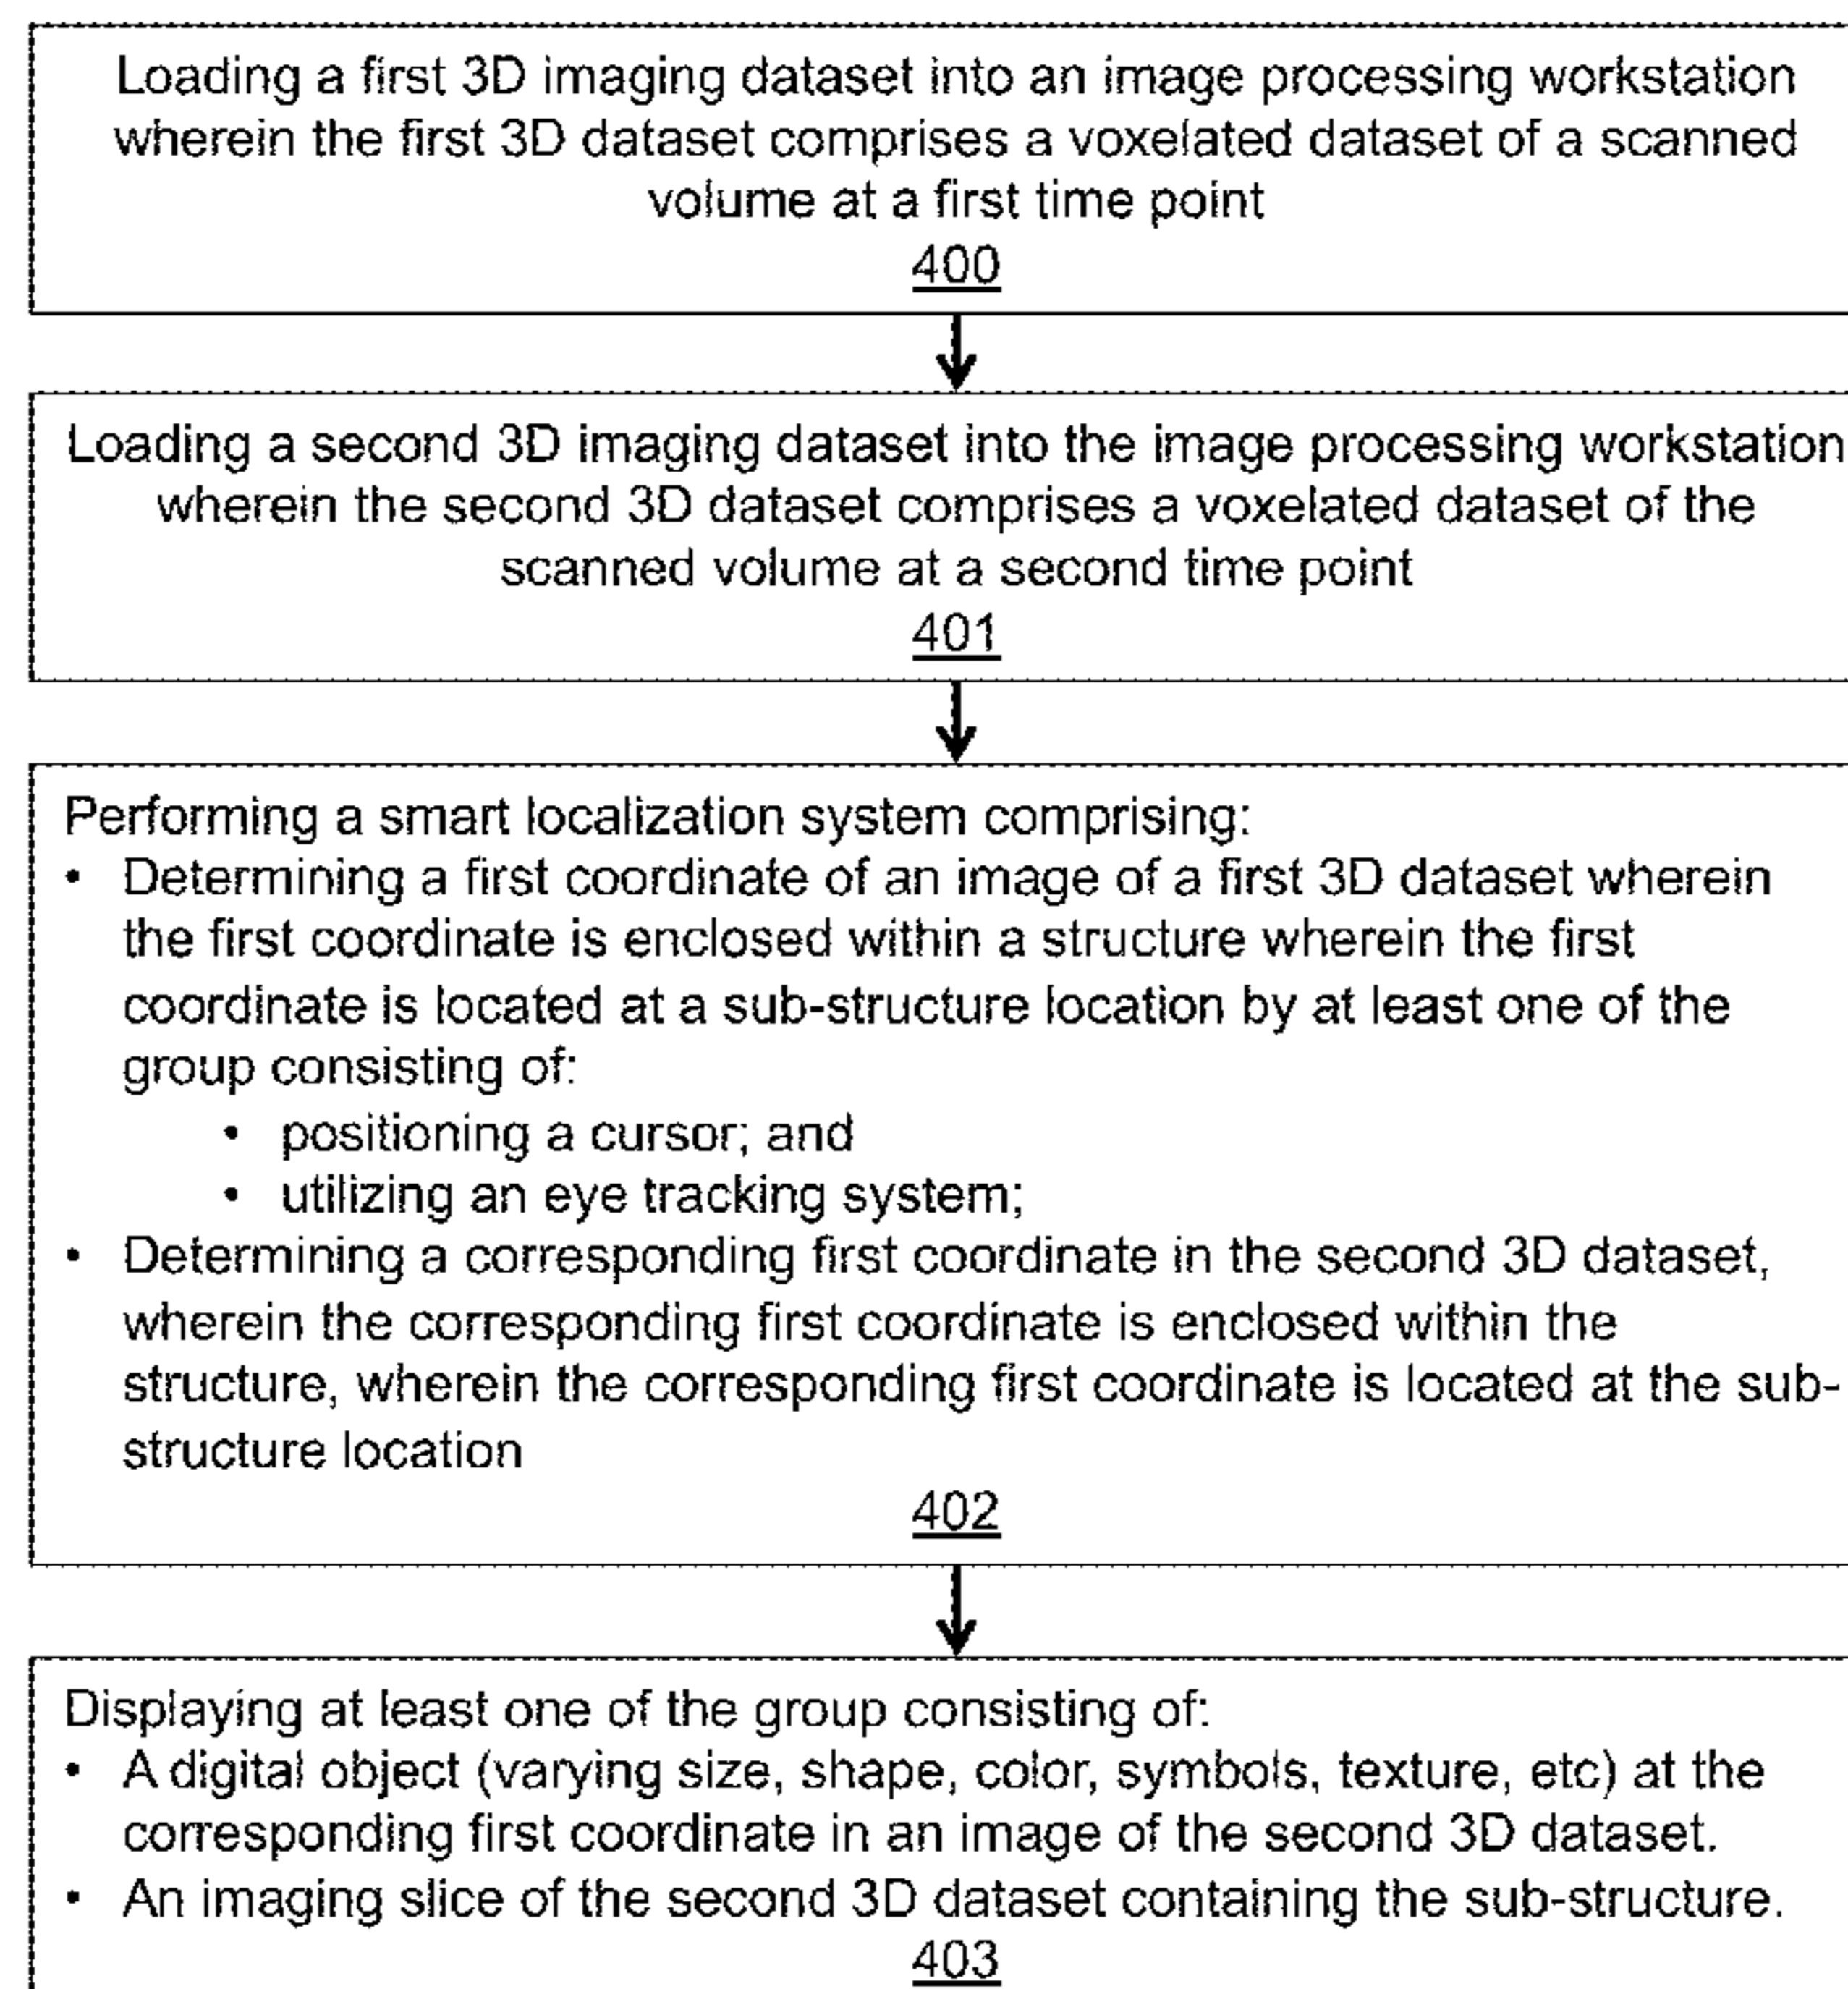 Loading a first 3D imaging dataset into an image processing workstation
wherein the first 3D dataset comprises a voxelated dataset of a scanned
volume at a first time point
400
Loading a second 3D imaging dataset into the image processing workstation
wherein the second 3D dataset comprises a voxelated dataset of the
scanned volume at a second time point
401
Performing a smart localization system comprising:
• Determining a first coordinate of an image of a first 3D dataset wherein
the first coordinate is enclosed within a structure wherein the first
coordinate is located at a sub-structure location by at least one of the
group consisting of:
• positioning a cursor; and
• utilizing an eye tracking system;
• Determining a corresponding first coordinate in the second 3D dataset,
wherein the corresponding first coordinate is enclosed within the
structure, wherein the corresponding first coordinate is located at the sub-
structure location
402
Displaying at least one of the group consisting of:
• A digital object (varying size, shape, color, symbols, texture, etc) at the
corresponding first coordinate in an image of the second 3D dataset.
• An imaging slice of the second 3D dataset containing the sub-structure.
403